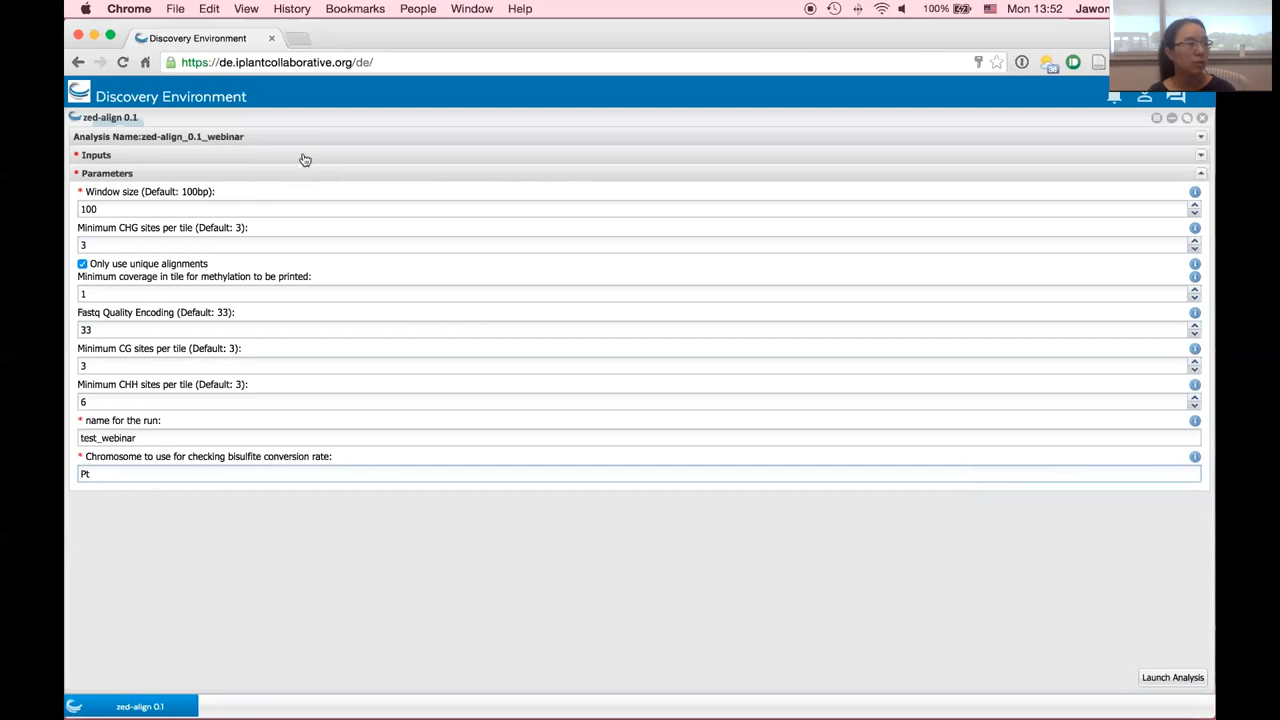 Chrome File Edit View History Bookmarks People Window Help 100% Mon 13:52 Jawon
Discovery Environment
https://de.iplantcollaborative.org/de/
Discovery Environment
zed-align 0.1
Analysis Name:zed-align_0.1_webinar
* Inputs
* Parameters
* Window size (Default: 100bp):
100
Minimum CHG sites per tile (Default: 3):
3
Only use unique alignments
Minimum coverage in tile for methylation to be printed:
1
Fastq Quality Encoding (Default: 33):
33
Minimum CG sites per tile (Default: 3):
3
Minimum CHH sites per tile (Default: 3):
6
* name for the run:
test_webinar
* Chromosome to use for checking bisulfite conversion rate:
Pt
Launch Analysis
zed-align 0.1